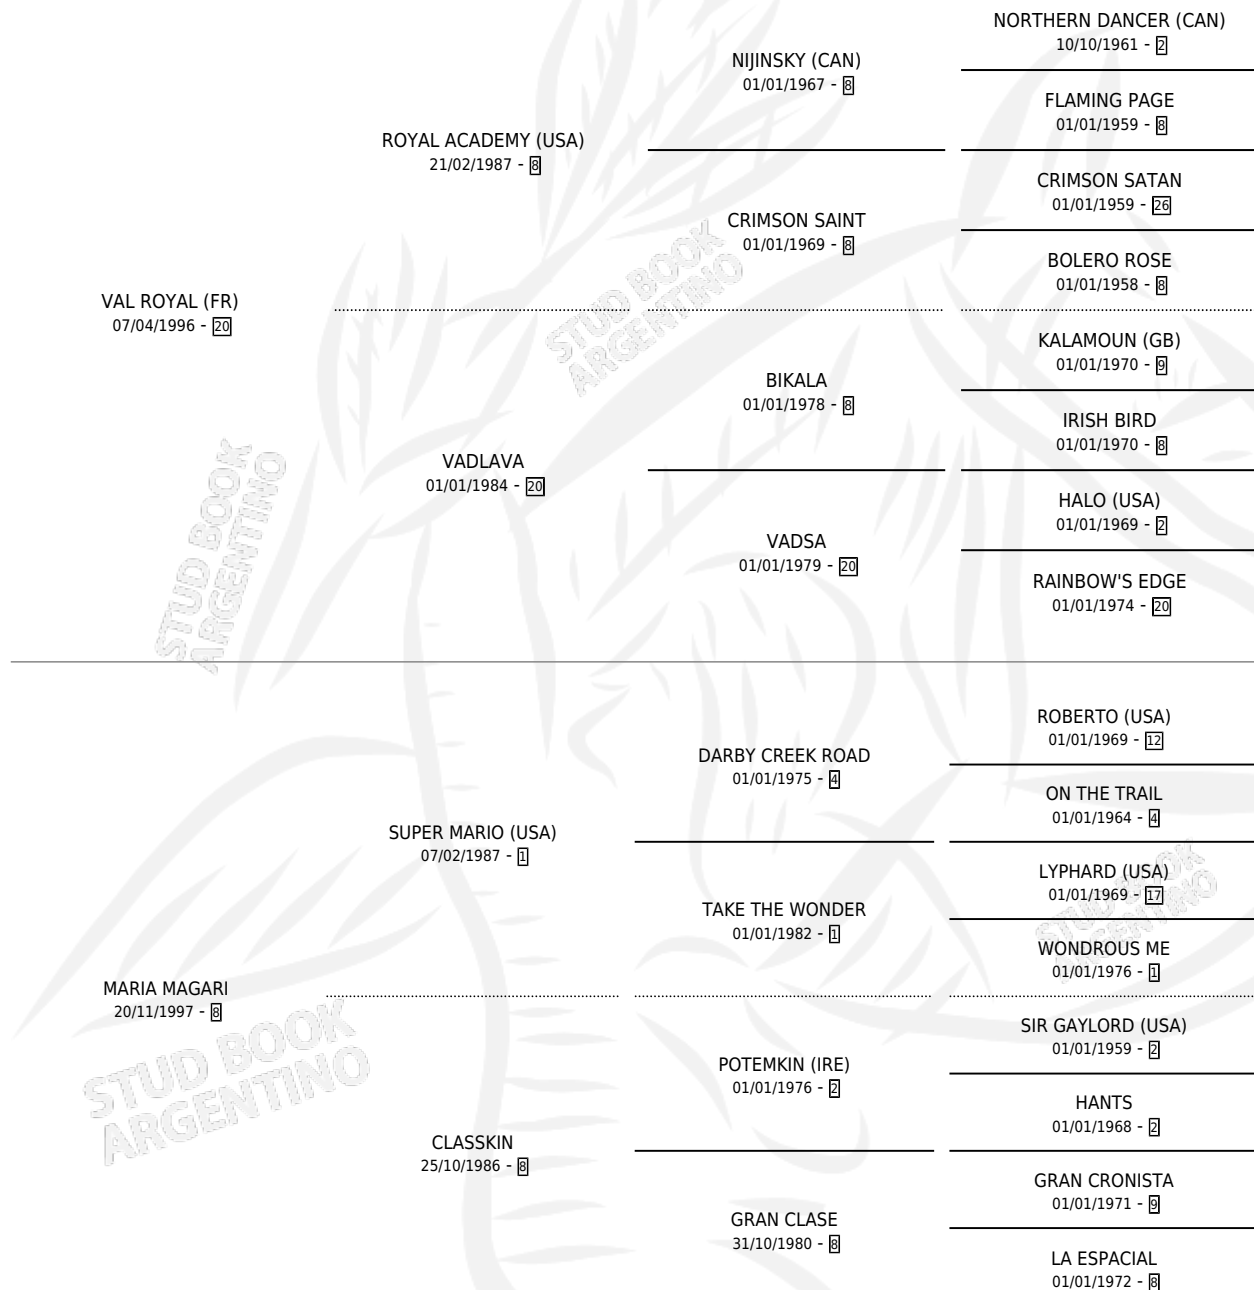 NORTHERN DANCER (CAN)
10/10/1961 - 2
NIJINSKY (CAN)
01/01/1967 - 8
FLAMING PAGE
01/01/1959 - 8
ROYAL ACADEMY (USA)
21/02/1987 - 8
CRIMSON SATAN
01/01/1959 - 26
CRIMSON SAINT
01/01/1969 - 8
BOLERO ROSE
01/01/1958 - 8
VAL ROYAL (FR)
07/04/1996 - 20
KALAMOUN (GB)
01/01/1970 - 9
BIKALA
01/01/1978 - 8
IRISH BIRD
01/01/1970 - 8
VADLAVA
01/01/1984 - 20
HALO (USA)
01/01/1969 - 2
VADSA
01/01/1979 - 20
RAINBOW'S EDGE
01/01/1974 - 20
STUD BOOK
ARGENTINO
STUD BOOK
ARGENTINO
ROBERTO (USA)
01/01/1969 - 12
DARBY CREEK ROAD
01/01/1975 - 4
ON THE TRAIL
01/01/1964 - 4
SUPER MARIO (USA)
07/02/1987 - 1
LYPHARD (USA)
01/01/1969 - 17
TAKE THE WONDER
01/01/1982 - 1
WONDROUS ME
01/01/1976 - 1
MARIA MAGARI
20/11/1997 - 8
SIR GAYLORD (USA)
01/01/1959 - 2
POTEMKIN (IRE)
01/01/1976 - 2
HANTS
01/01/1968 - 2
CLASSKIN
25/10/1986 - 8
GRAN CRONISTA
01/01/1971 - 9
GRAN CLASE
31/10/1980 - 8
LA ESPACIAL
01/01/1972 - 8
STUD BOOK
ARGENTINO
STUD BOOK
ARGENTINO